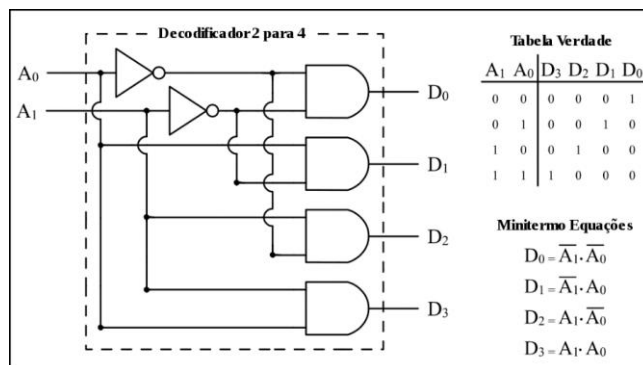 Decodificador 2 para 4
A₀
A₁
D₀
D₁
D₂
D₃
Tabela Verdade
A₁ A₀ D₃ D₂ D₁ D₀
0 0 0 0 0 1
0 1 0 0 1 0
1 0 0 1 0 0
1 1 1 0 0 0
Minitermo Equações
D₀ = A̅₁· A̅₀
D₁ = A̅₁· A₀
D₂ = A₁· A̅₀
D₃ = A₁· A₀